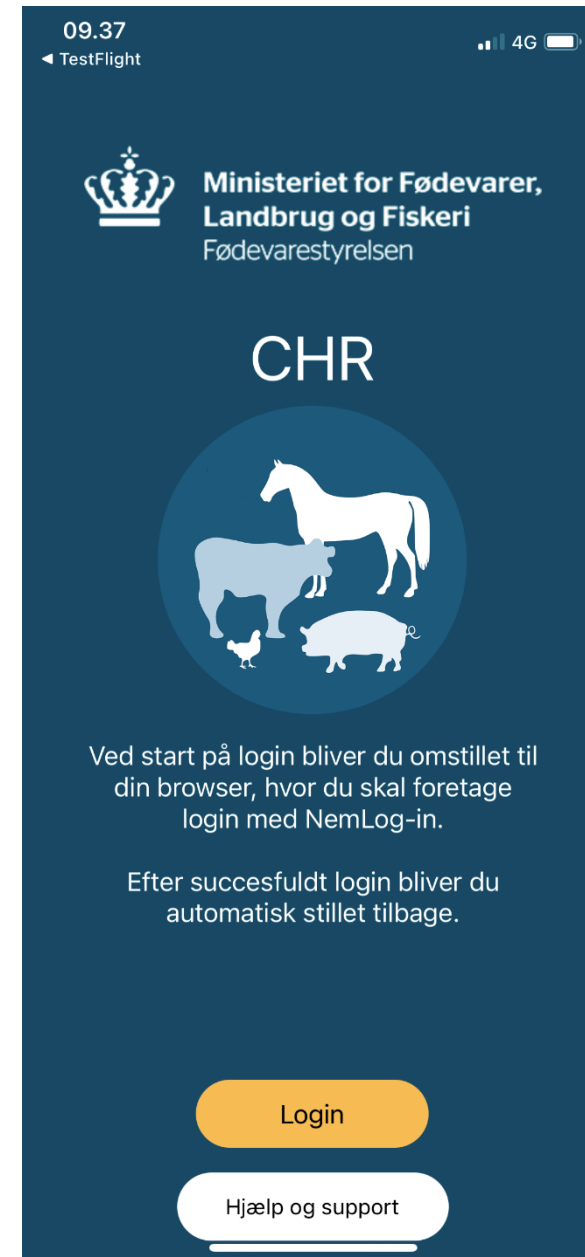 09.37
4G
◀ TestFlight
Ministeriet for Fødevarer,
Landbrug og Fiskeri
Fødevarestyrelsen
CHR
Ved start på login bliver du omstillet til
din browser, hvor du skal foretage
login med NemLog-in.
Efter succesfuldt login bliver du
automatisk stillet tilbage.
Login
Hjælp og support